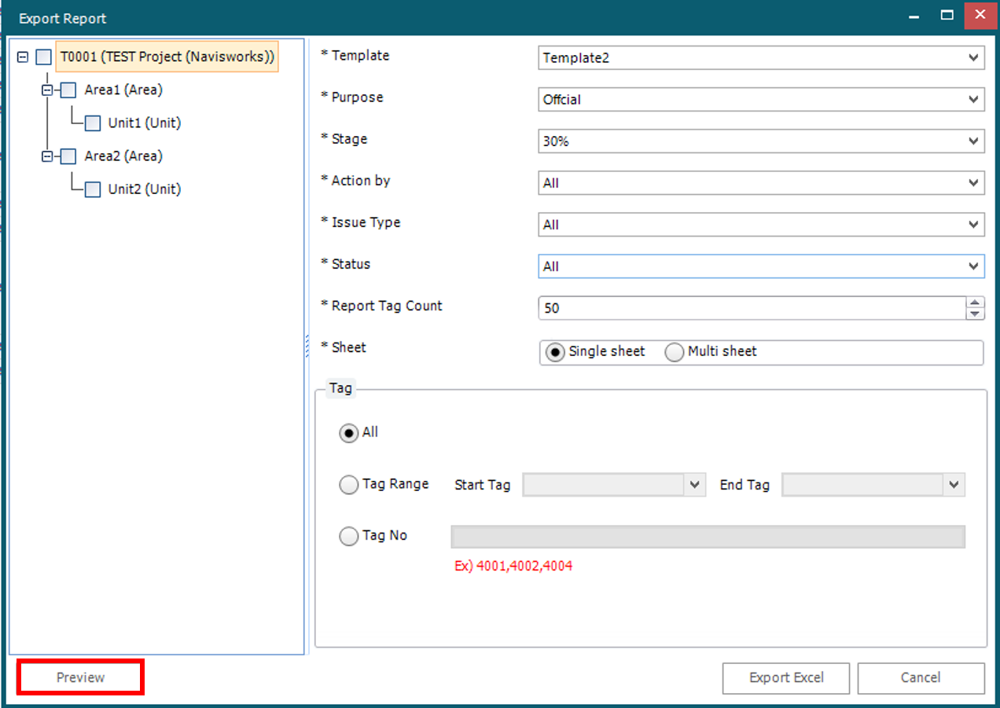 Export Report
T0001 (TEST Project (Navisworks))
Area1 (Area)
Unit1 (Unit)
Area2 (Area)
Unit2 (Unit)
* Template Template2
* Purpose Offcial
* Stage 30%
* Action by All
* Issue Type All
* Status All
* Report Tag Count 50
* Sheet Single sheet Multi sheet
Tag
All
Tag Range Start Tag End Tag
Tag No
Ex) 4001,4002,4004
Preview Export Excel Cancel